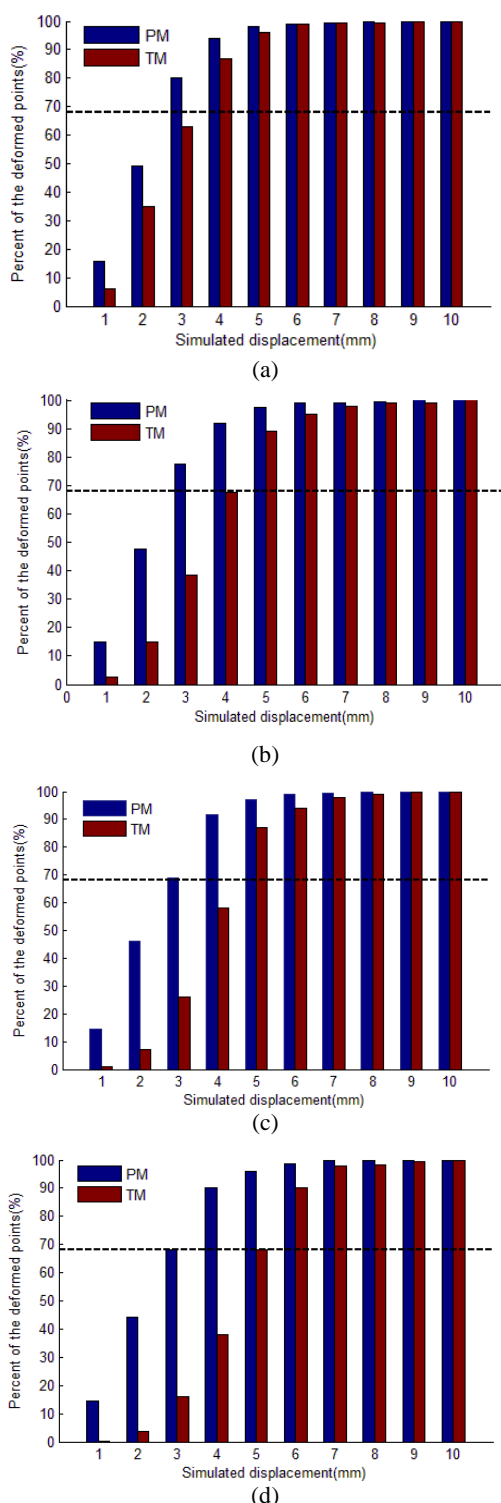 Percent of the deformed points(%)
100
90
80
70
60
50
40
30
20
10
0
PM
TM
1 2 3 4 5 6 7 8 9 10
Simulated displacement(mm)
(a)
Percent of the deformed points(%)
100
90
80
70
60
50
40
30
20
10
0
PM
TM
0 1 2 3 4 5 6 7 8 9 10
Simulated displacement(mm)
(b)
Percent of the deformed points(%)
100
90
80
70
60
50
40
30
20
10
0
PM
TM
1 2 3 4 5 6 7 8 9 10
Simulated displacement(mm)
(c)
Percent of the deformed points(%)
100
90
80
70
60
50
40
30
20
10
0
PM
TM
1 2 3 4 5 6 7 8 9 10
Simulated displacement(mm)
(d)